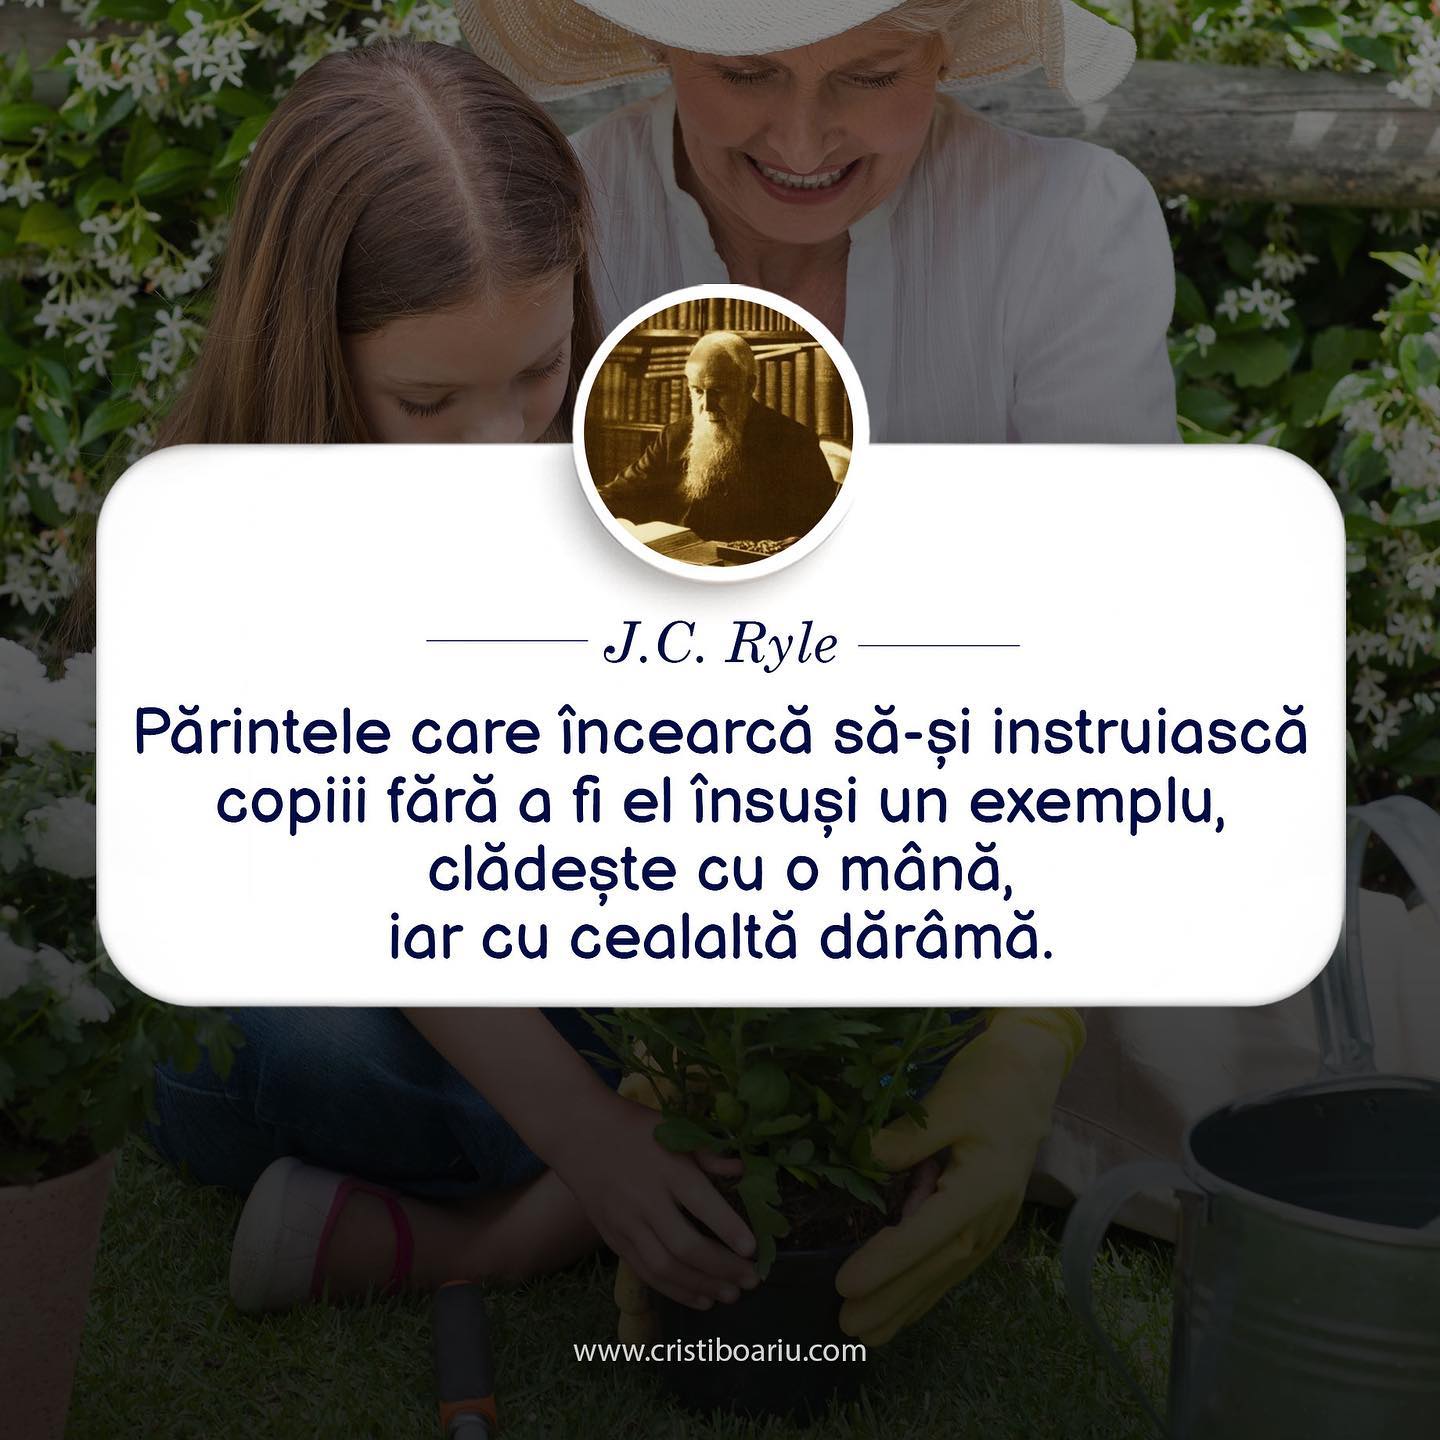 J.C. Ryle
Părintele care încearcă să-și instruiască
copiii fără a fi el însuși un exemplu,
clădește cu o mână,
iar cu cealaltă dărâmă.
www.cristiboariu.com